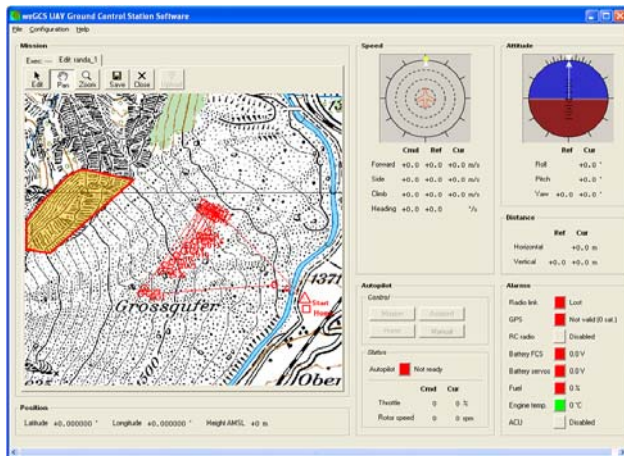 weGCS UAV Ground Control Station Software
File Configuration Help
Mission
Exec: --- Edit: randa_1
Edit Pan Zoom Save Close Upload
Grossgufer
1371
Start
Home
1500
Ober
Position
Latitude +0.000000 ° Longitude +0.000000 ° Height AMSL +0 m
Speed
Cmd Ref Cur
Forward +0.0 +0.0 +0.0 m/s
Side +0.0 +0.0 +0.0 m/s
Climb +0.0 +0.0 +0.0 m/s
Heading +0.0 +0.0 °/s
Autopilot
Control
Mission Assisted
Home Manual
Status
Autopilot Not ready
Cmd Cur
Throttle 0 0 %
Rotor speed 0 0 rpm
Attitude
Ref Cur
Roll +0.0 °
Pitch +0.0 °
Yaw +0.0 +0.0 °
Distance
Ref Cur
Horizontal +0.0 m
Vertical +0.0 +0.0 m
Alarms
Radio link Lost
GPS Not valid (0 sat.)
RC radio Disabled
Battery FCS 0.0 V
Battery servos 0.0 V
Fuel 0 %
Engine temp. 0 °C
ACU Disabled